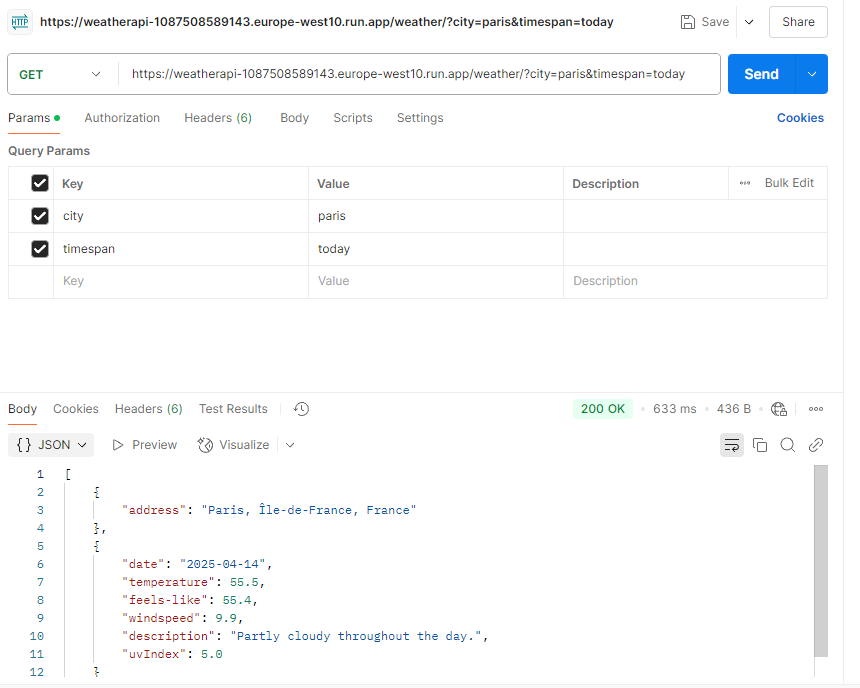 HTTP https://weatherapi-1087508589143.europe-west10.run.app/weather/?city=paris&timespan=today Save Share
GET https://weatherapi-1087508589143.europe-west10.run.app/weather/?city=paris&timespan=today Send
Params Authorization Headers (6) Body Scripts Settings Cookies
Query Params
Key Value Description Bulk Edit
city paris
timespan today
Key Value Description
Body Cookies Headers (6) Test Results 200 OK 633 ms 436 B
{} JSON Preview Visualize
1 [
2 {
3 "address": "Paris, Île-de-France, France"
4 },
5 {
6 "date": "2025-04-14",
7 "temperature": 55.5,
8 "feels-like": 55.4,
9 "windspeed": 9.9,
10 "description": "Partly cloudy throughout the day.",
11 "uvIndex": 5.0
12 }